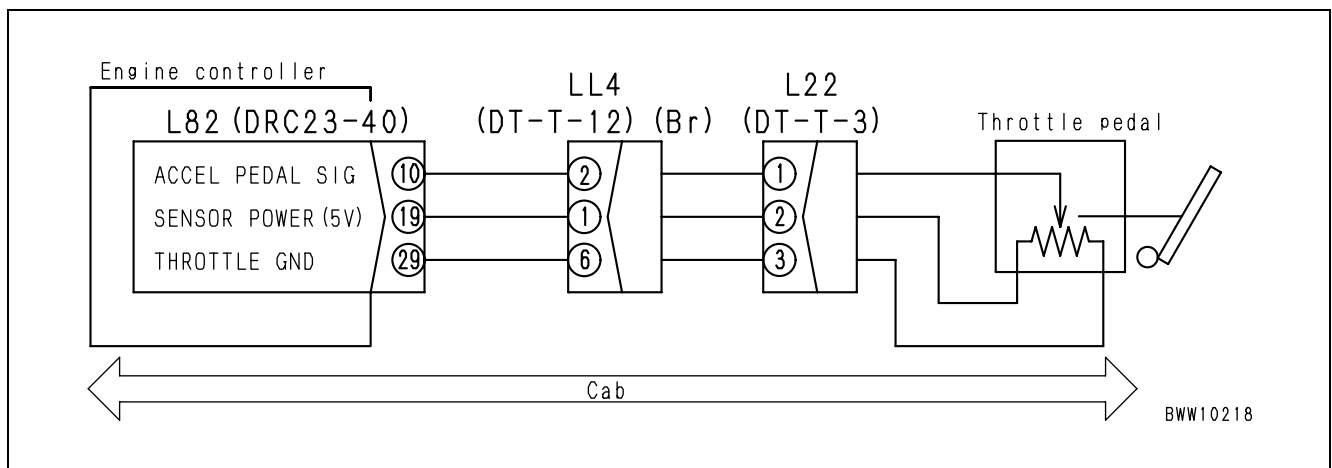 Engine controller
L82 (DRC23-40)
LL4
(DT-T-12) (Br)
L22
(DT-T-3)
Throttle pedal
ACCEL PEDAL SIG 10 2 1
SENSOR POWER (5V) 19 1 2
THROTTLE GND 29 6 3
Cab
BWW10218